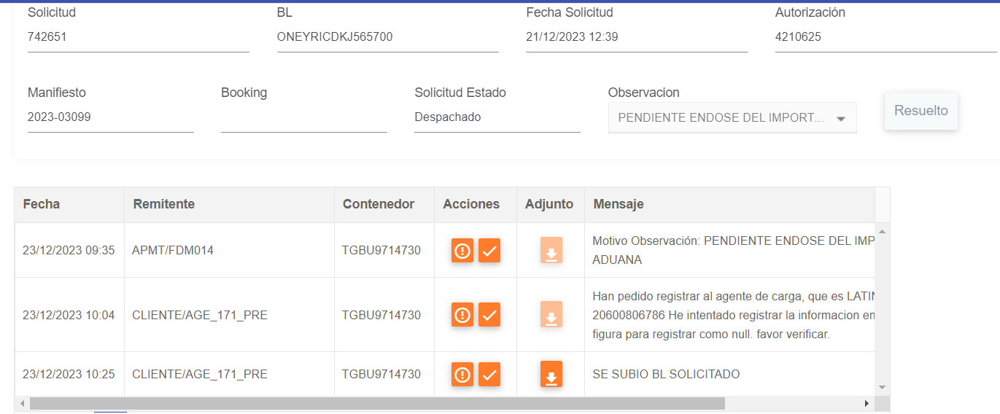 Solicitud BL Fecha Solicitud Autorización
742651 ONEYRICDKJ565700 21/12/2023 12:39 4210625
Manifiesto Booking Solicitud Estado Observacion
2023-03099 Despachado PENDIENTE ENDOSE DEL IMPORT... Resuelto
Fecha Remitente Contenedor Acciones Adjunto Mensaje
23/12/2023 09:35 APMT/FDM014 TGBU9714730 Motivo Observación: PENDIENTE ENDOSE DEL IMP
ADUANA
23/12/2023 10:04 CLIENTE/AGE_171_PRE TGBU9714730 Han pedido registrar al agente de carga, que es LATIN
20600806786 He intentado registrar la informacion en
figura para registrar como null. favor verificar.
23/12/2023 10:25 CLIENTE/AGE_171_PRE TGBU9714730 SE SUBIO BL SOLICITADO